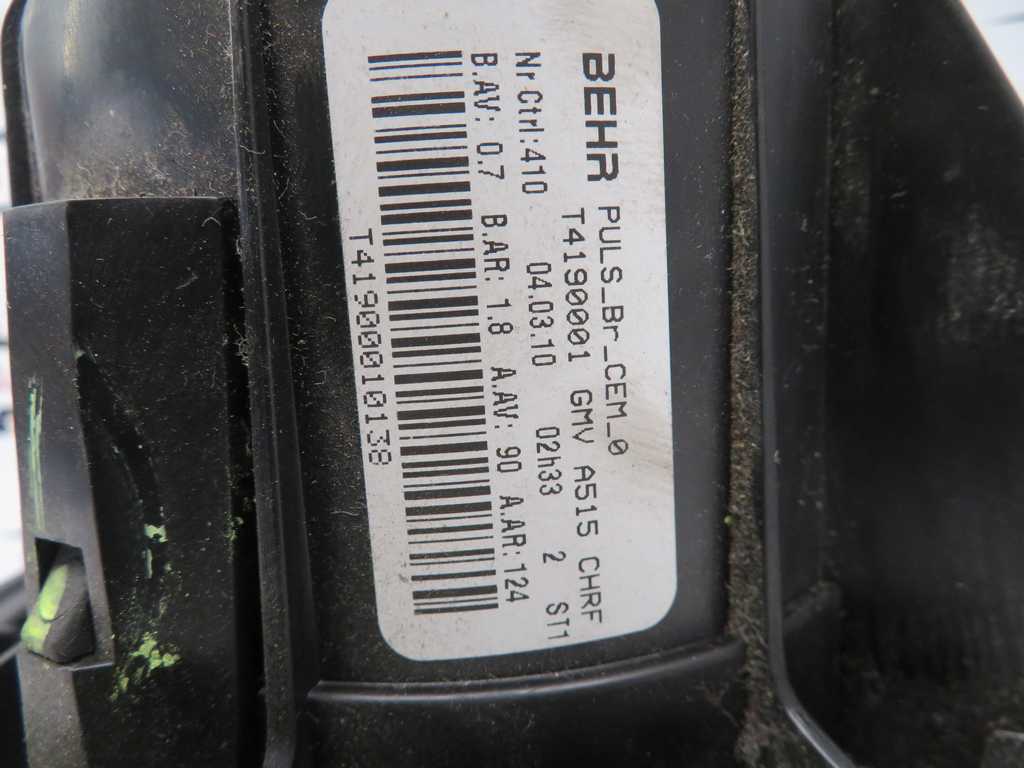 BEHR PULS_Br_CEM_0
T4190001 GMV A515 CHRF
Nr Ctrl:410 04.03.10 02h33 2 ST1
B.AV: 0.7 B.AR: 1.8 A.AV: 90 A.AR:124
T41900010138